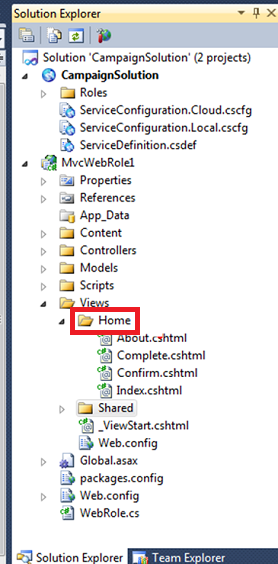 Solution Explorer
Solution 'CampaignSolution' (2 projects)
CampaignSolution
Roles
ServiceConfiguration.Cloud.cscfg
ServiceConfiguration.Local.cscfg
ServiceDefinition.csdef
MvcWebRole1
Properties
References
App_Data
Content
Controllers
Models
Scripts
Views
Home
About.cshtml
Complete.cshtml
Confirm.cshtml
Index.cshtml
Shared
_ViewStart.cshtml
Web.config
Global.asax
packages.config
Web.config
WebRole.cs
Solution Explorer Team Explorer